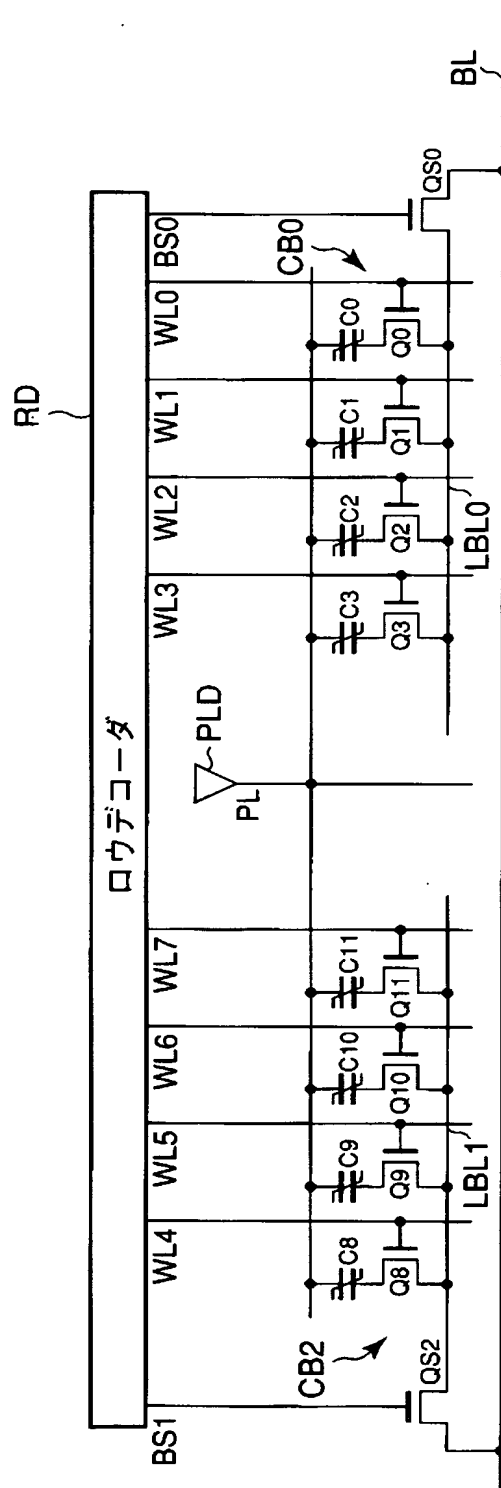 RD
ロウデコーダ
BS1
WL4
WL5
WL6
WL7
WL3
WL2
WL1
WL0
BS0
PLD
PL
CB2
C8
C9
C10
C11
C3
C2
C1
C0
CB0
QS2
Q8
Q9
Q10
Q11
Q3
Q2
Q1
Q0
QS0
LBL1
LBL0
BL